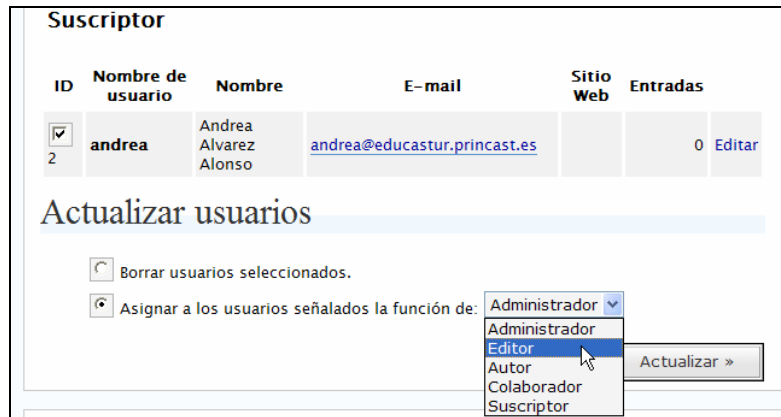 Suscriptor
ID Nombre de usuario Nombre E-mail Sitio Web Entradas
2 andrea Andrea Alvarez Alonso andrea@educastur.princast.es 0 Editar
Actualizar usuarios
Borrar usuarios seleccionados.
Asignar a los usuarios señalados la función de: Administrador
Administrador
Editor
Autor
Colaborador
Suscriptor
Actualizar »